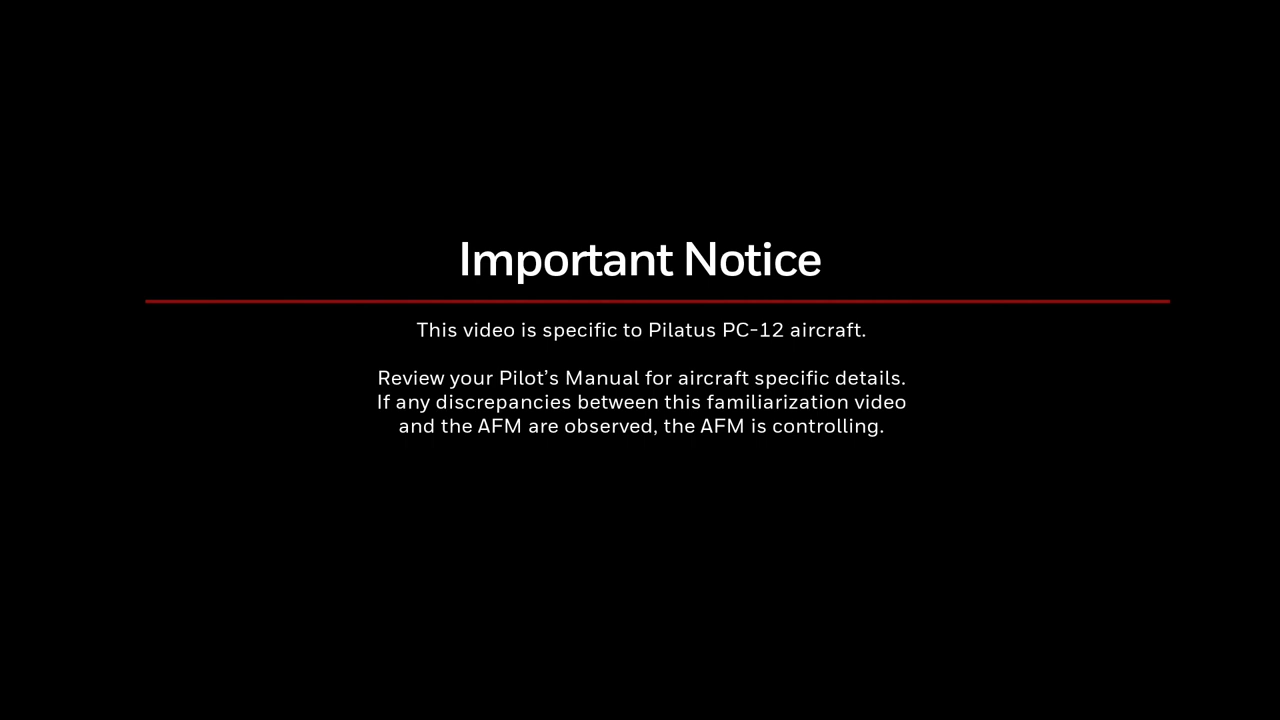 Important Notice
This video is specific to Pilatus PC-12 aircraft.
Review your Pilot’s Manual for aircraft specific details.
If any discrepancies between this familiarization video
and the AFM are observed, the AFM is controlling.